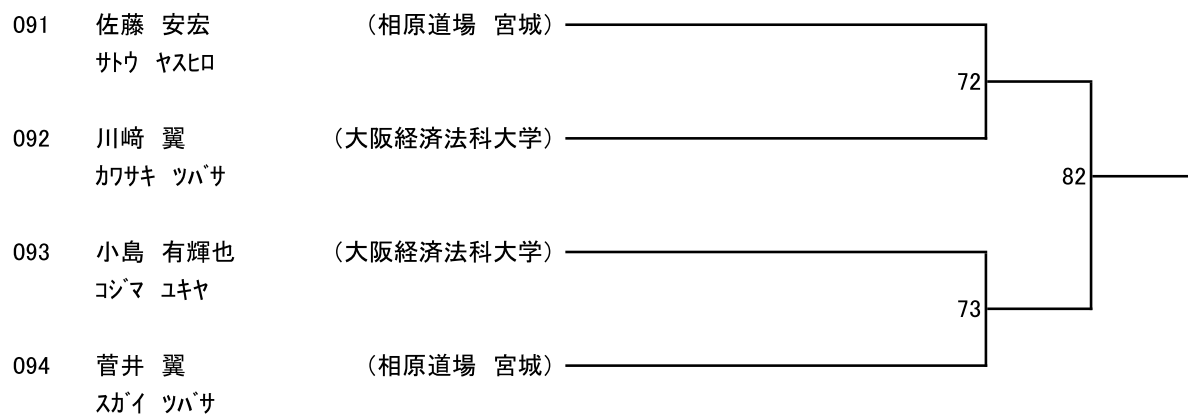 091 佐藤 安宏 （相原道場 宮城）
ｻﾄｳ ﾔｽﾋﾛ
72
092 川﨑 翼 （大阪経済法科大学）
ｶﾜｻｷ ﾂﾊﾞｻ
82
093 小島 有輝也 （大阪経済法科大学）
ｺｼﾞﾏ ﾕｷﾔ
73
094 菅井 翼 （相原道場 宮城）
ｽｶﾞｲ ﾂﾊﾞｻ